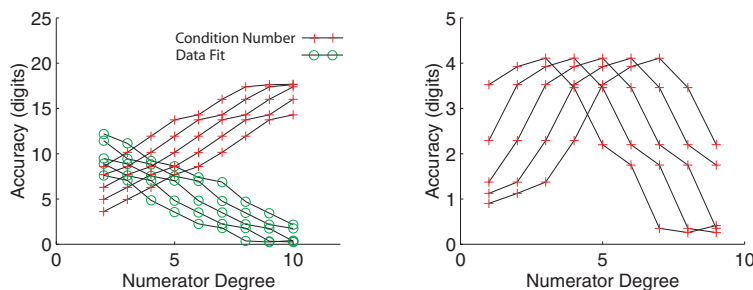 Accuracy (digits)
25
20
15
10
5
0
Condition Number
Data Fit
0 5 10
Numerator Degree
Accuracy (digits)
5
4
3
2
1
0
0 5 10
Numerator Degree